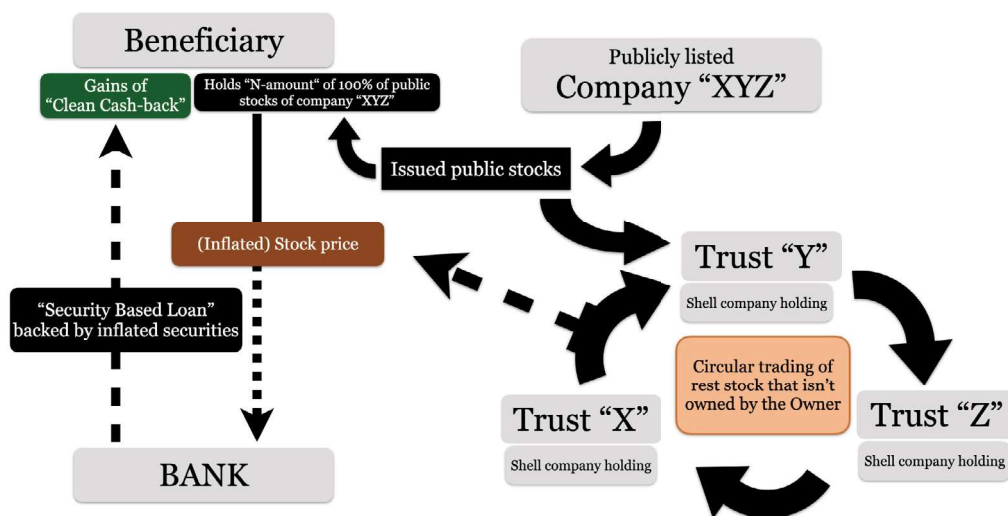 Beneficiary
Gains of
"Clean Cash-back"
Holds "N-amount“ of 100% of public
stocks of company "XYZ"
Publicly listed
Company "XYZ"
Issued public stocks
(Inflated) Stock price
"Security Based Loan"
backed by inflated securities
BANK
Trust "Y"
Shell company holding
Circular trading of
rest stock that isn't
owned by the Owner
Trust "X"
Shell company holding
Trust "Z"
Shell company holding